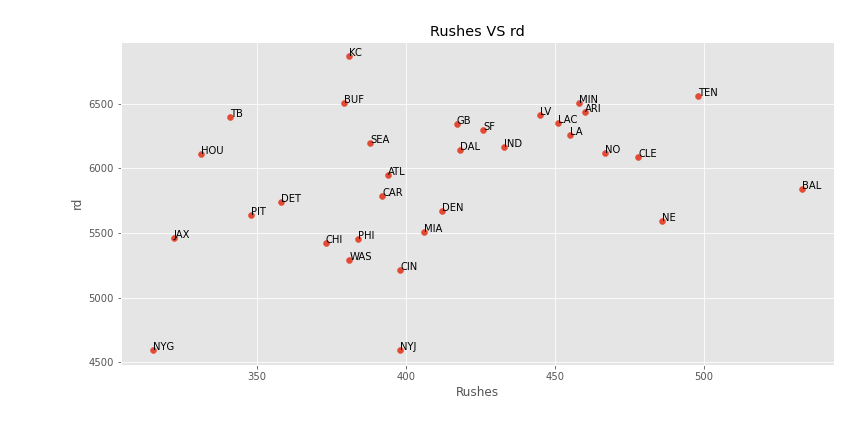 Rushes VS rd
KC
TEN
BUF
MIN
ARI
TB
LV
GB
LAC
SF
LA
SEA
HOU
DAL
IND
NO
CLE
ATL
BAL
CAR
DET
DEN
PIT
NE
MIA
JAX
PHI
CHI
WAS
CIN
NYG
NYJ
6500
6000
5500
5000
4500
rd
350 400 450 500
Rushes